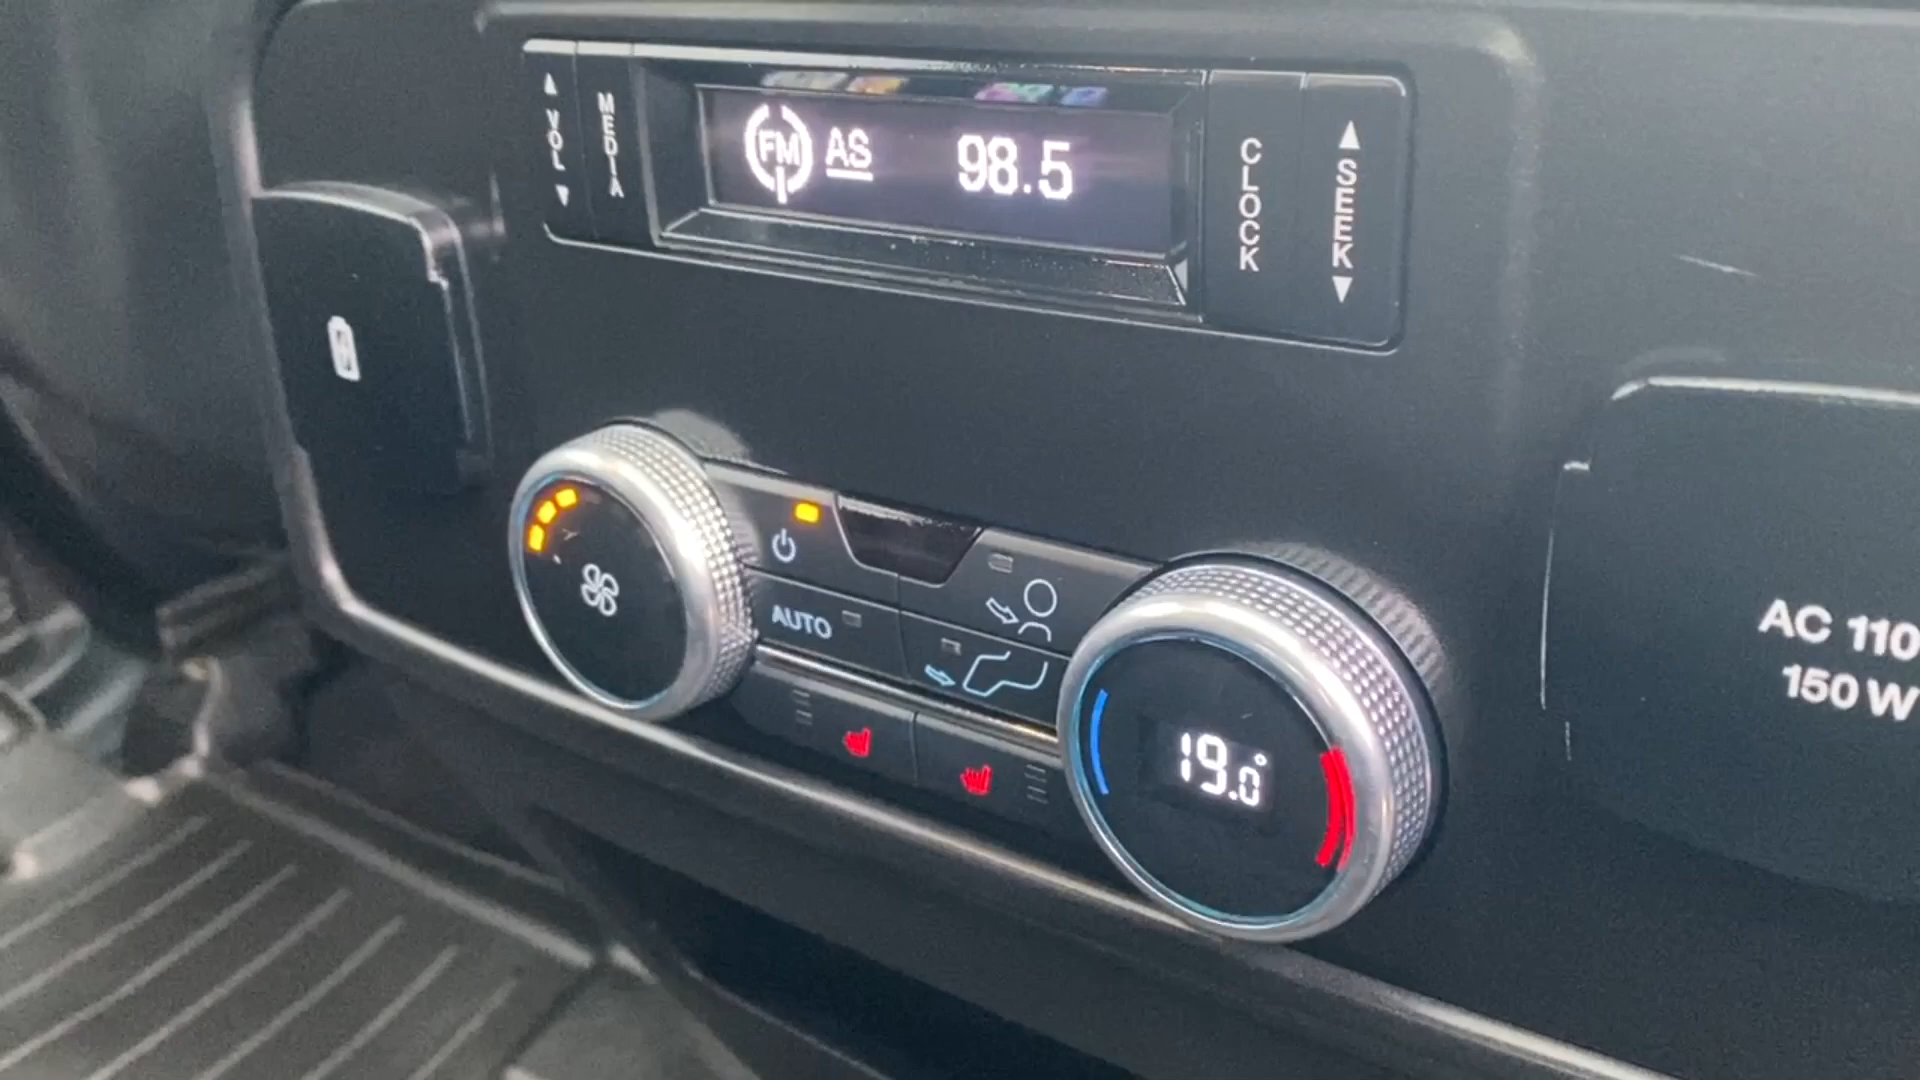 VOL
MEDIA
FM AS 98.5
CLOCK
SEEK
AUTO
19.0°
AC 110
150 W